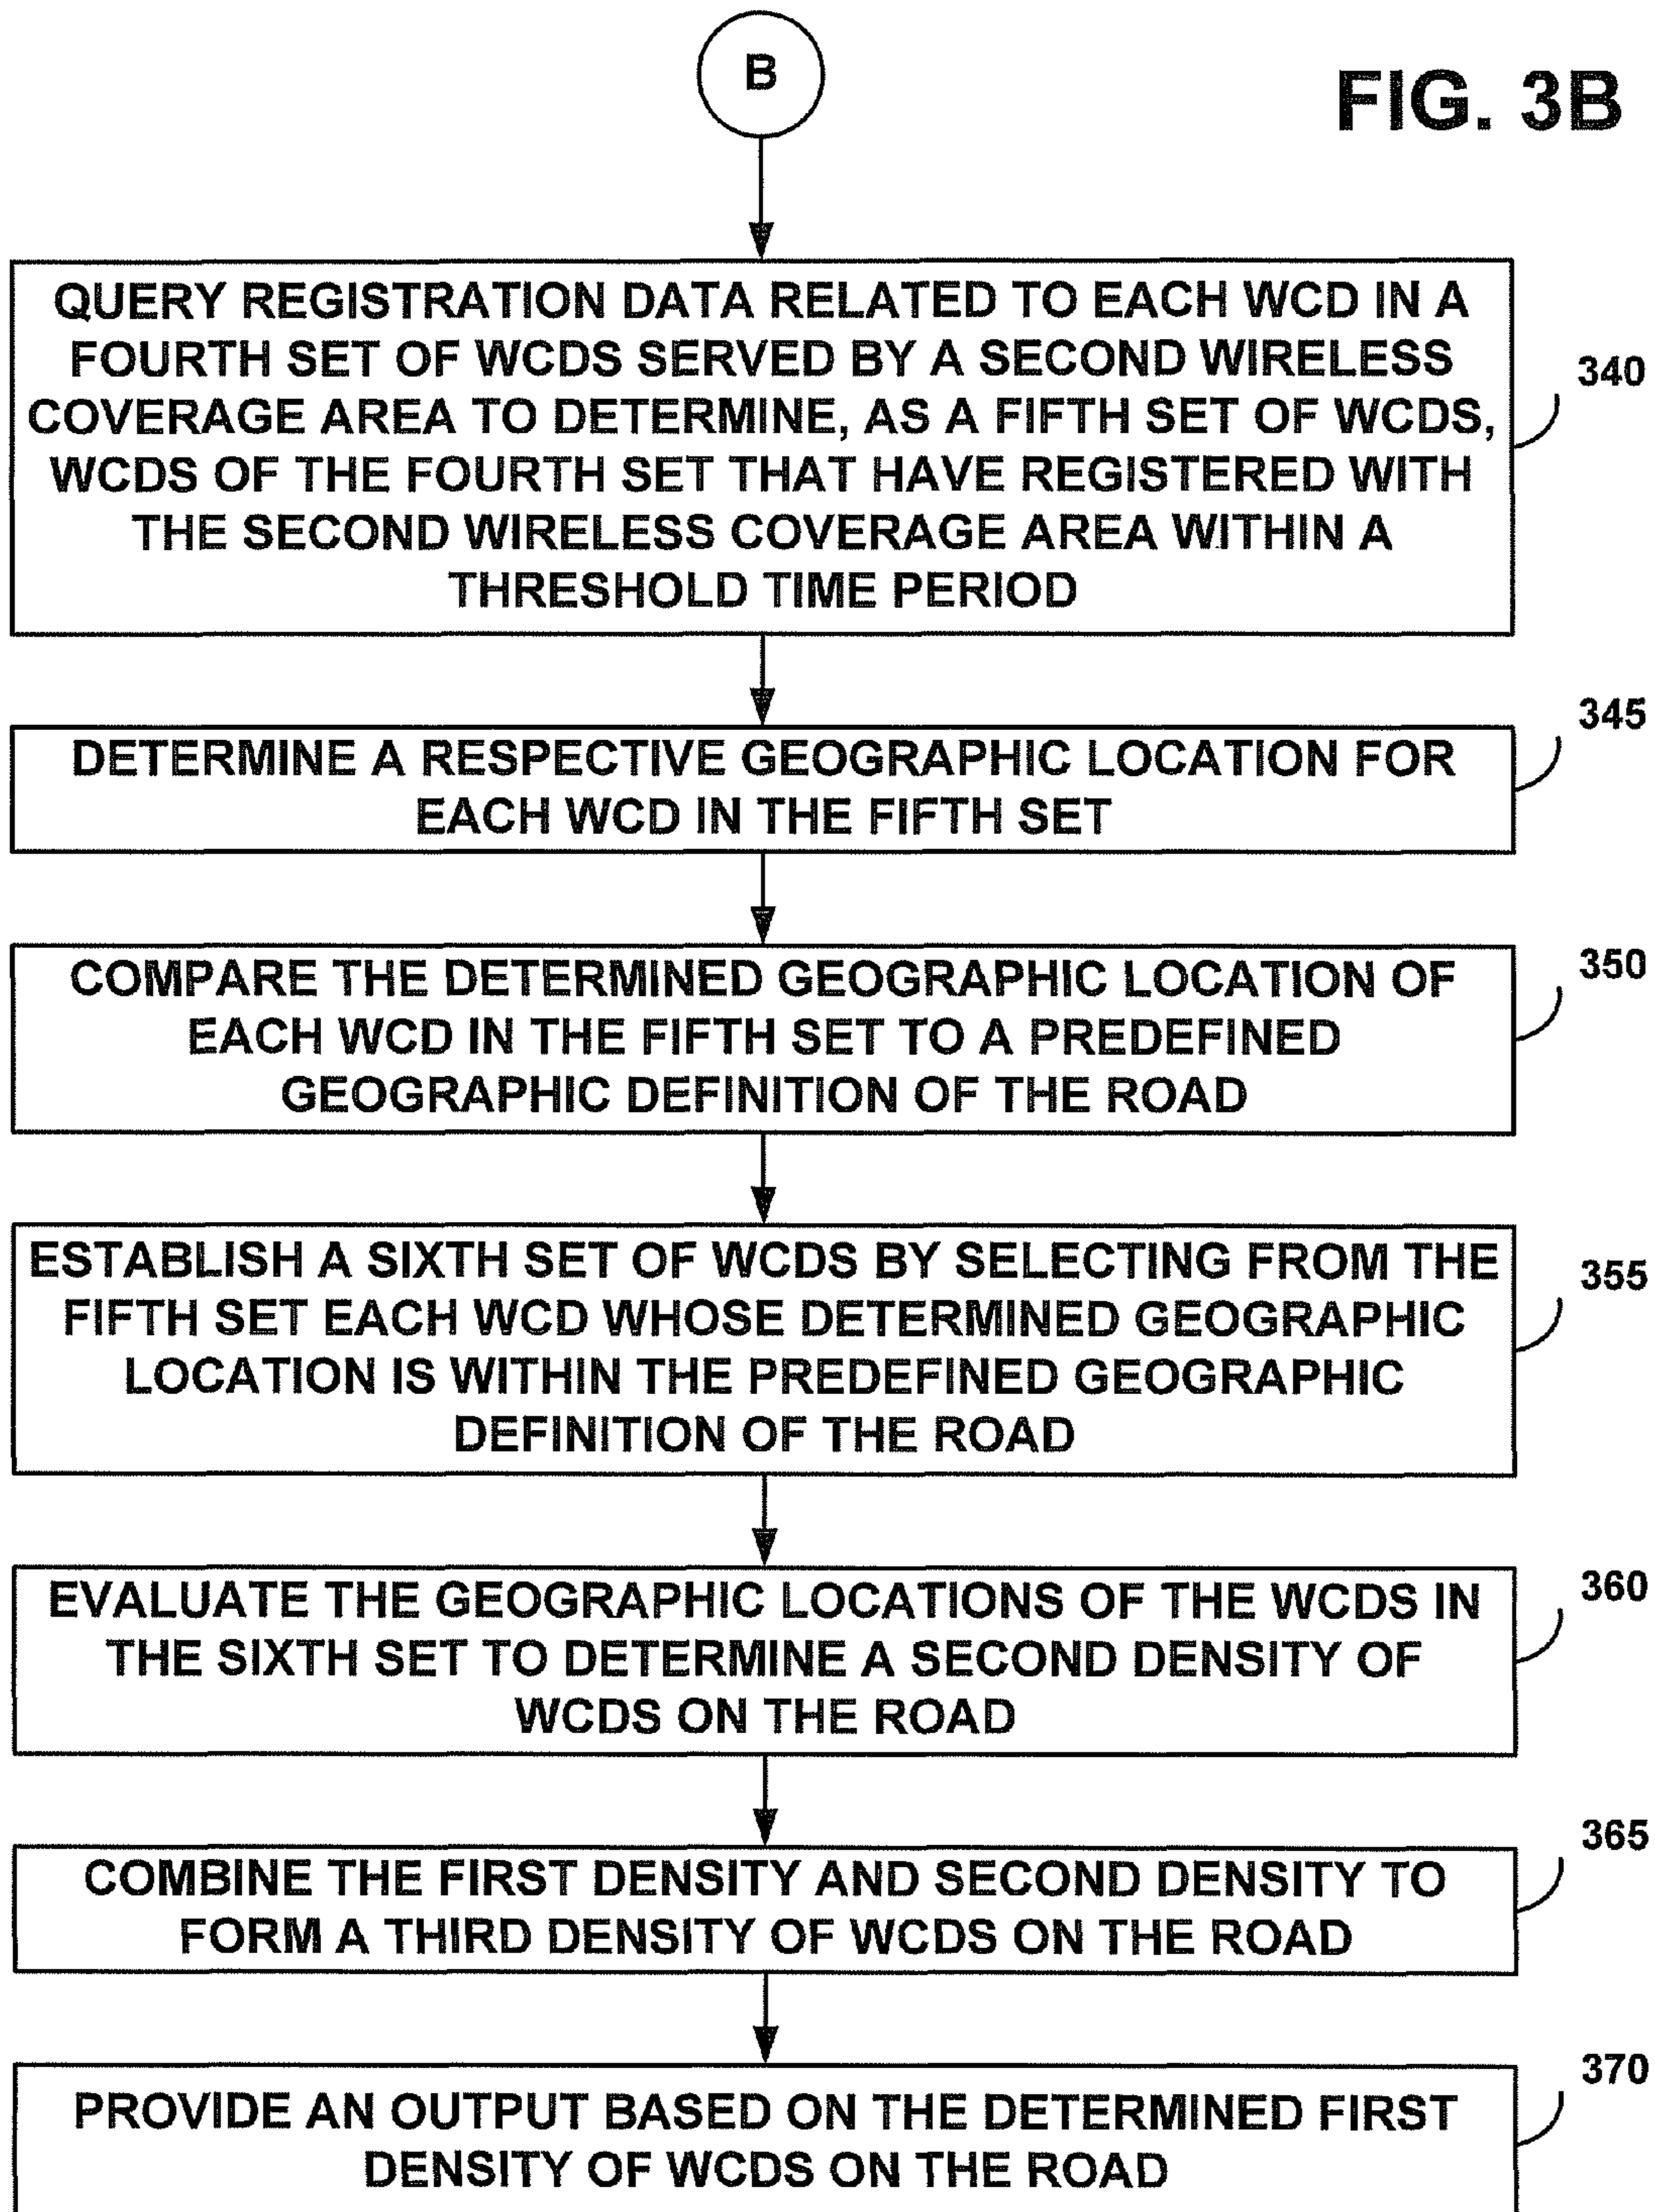 B
FIG. 3B
QUERY REGISTRATION DATA RELATED TO EACH WCD IN A
FOURTH SET OF WCDS SERVED BY A SECOND WIRELESS
COVERAGE AREA TO DETERMINE, AS A FIFTH SET OF WCDS,
WCDS OF THE FOURTH SET THAT HAVE REGISTERED WITH
THE SECOND WIRELESS COVERAGE AREA WITHIN A
THRESHOLD TIME PERIOD
340
DETERMINE A RESPECTIVE GEOGRAPHIC LOCATION FOR
EACH WCD IN THE FIFTH SET
345
COMPARE THE DETERMINED GEOGRAPHIC LOCATION OF
EACH WCD IN THE FIFTH SET TO A PREDEFINED
GEOGRAPHIC DEFINITION OF THE ROAD
350
ESTABLISH A SIXTH SET OF WCDS BY SELECTING FROM THE
FIFTH SET EACH WCD WHOSE DETERMINED GEOGRAPHIC
LOCATION IS WITHIN THE PREDEFINED GEOGRAPHIC
DEFINITION OF THE ROAD
355
EVALUATE THE GEOGRAPHIC LOCATIONS OF THE WCDS IN
THE SIXTH SET TO DETERMINE A SECOND DENSITY OF
WCDS ON THE ROAD
360
COMBINE THE FIRST DENSITY AND SECOND DENSITY TO
FORM A THIRD DENSITY OF WCDS ON THE ROAD
365
PROVIDE AN OUTPUT BASED ON THE DETERMINED FIRST
DENSITY OF WCDS ON THE ROAD
370